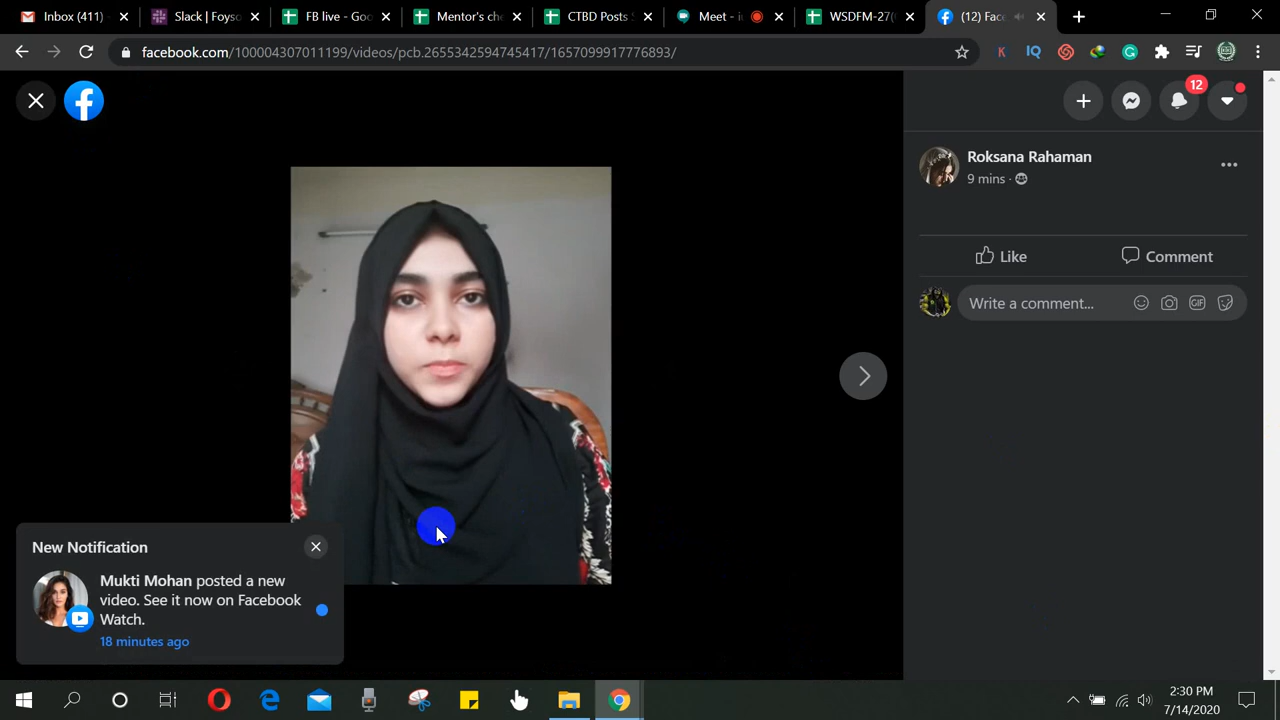 Inbox (411)
Slack | Foyso
FB live - Goo
Mentor's che
CTBD Posts S
Meet - i
WSDFM-27(
(12) Face
facebook.com/100004307011199/videos/pcb.2655342594745417/1657099917776893/
12
Roksana Rahaman
9 mins ·
Like
Comment
Write a comment...
GIF
New Notification
Mukti Mohan posted a new
video. See it now on Facebook
Watch.
18 minutes ago
2:30 PM
7/14/2020